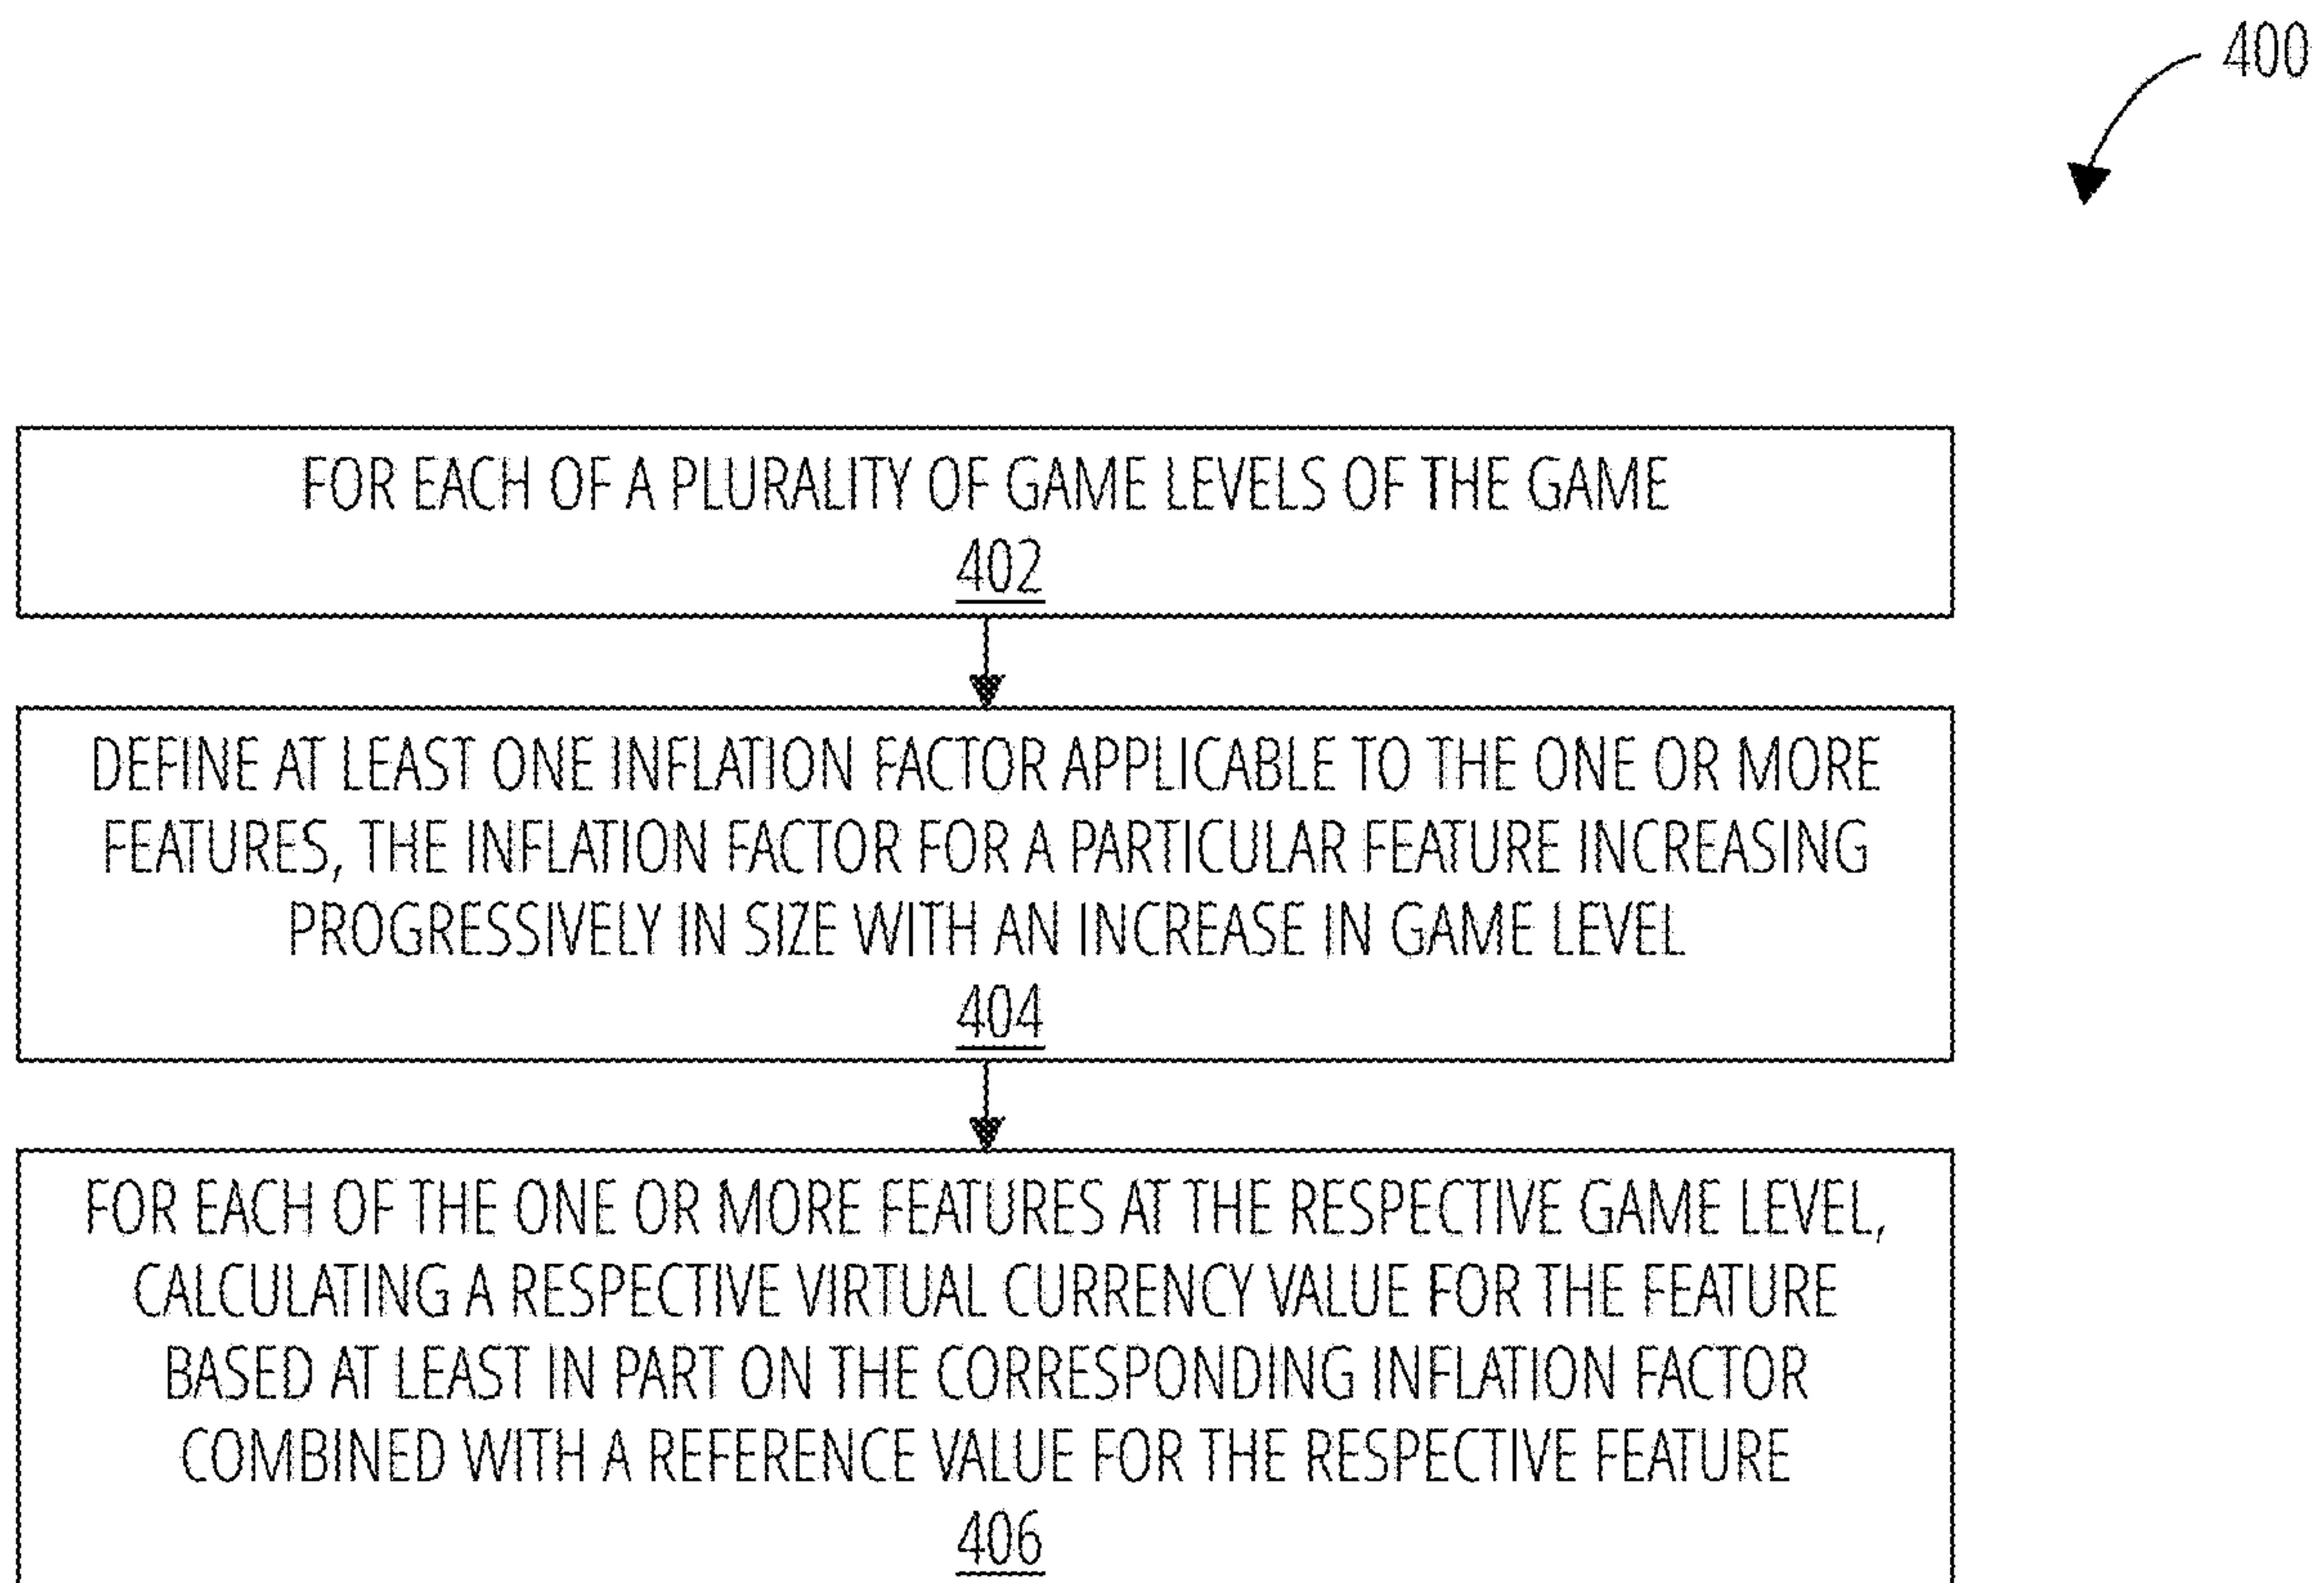 400
FOR EACH OF A PLURALITY OF GAME LEVELS OF THE GAME
402
DEFINE AT LEAST ONE INFLATION FACTOR APPLICABLE TO THE ONE OR MORE
FEATURES, THE INFLATION FACTOR FOR A PARTICULAR FEATURE INCREASING
PROGRESSIVELY IN SIZE WITH AN INCREASE IN GAME LEVEL
404
FOR EACH OF THE ONE OR MORE FEATURES AT THE RESPECTIVE GAME LEVEL,
CALCULATING A RESPECTIVE VIRTUAL CURRENCY VALUE FOR THE FEATURE
BASED AT LEAST IN PART ON THE CORRESPONDING INFLATION FACTOR
COMBINED WITH A REFERENCE VALUE FOR THE RESPECTIVE FEATURE
406